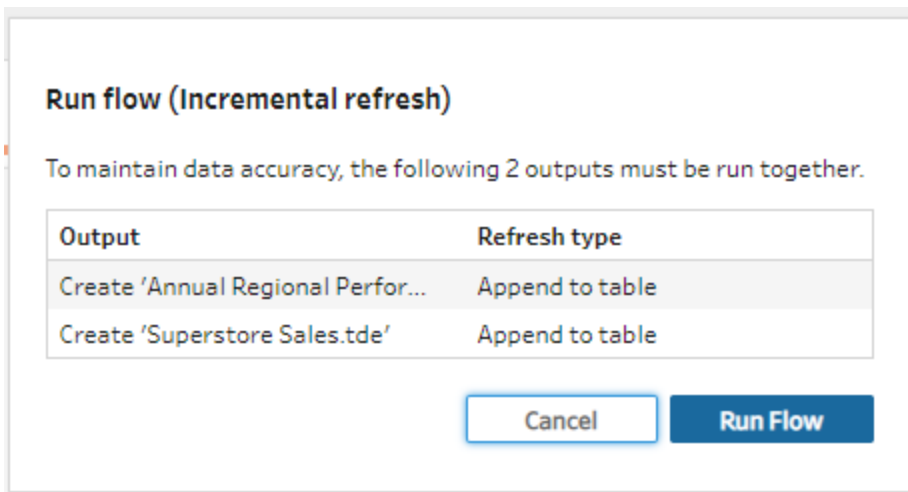 Run flow (Incremental refresh)
To maintain data accuracy, the following 2 outputs must be run together.
Output Refresh type
Create 'Annual Regional Perfor... Append to table
Create 'Superstore Sales.tde' Append to table
Cancel Run Flow